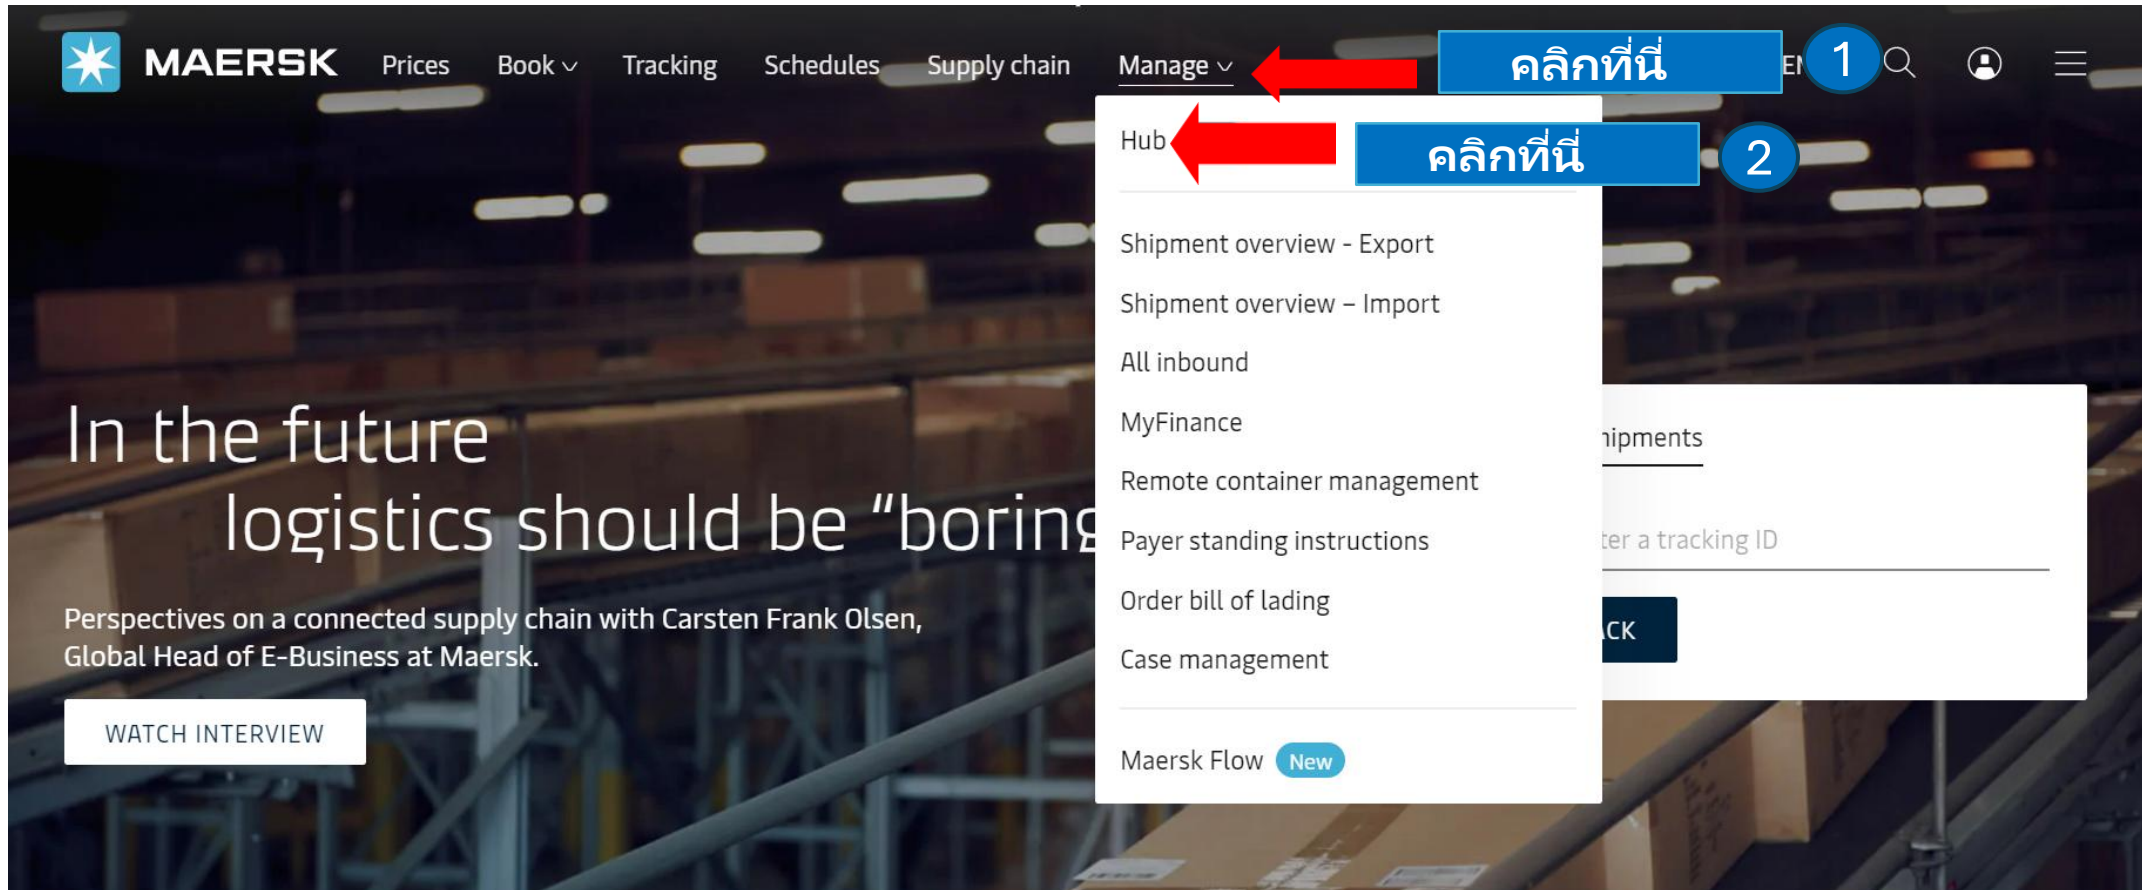 MAERSK Prices Book Tracking Schedules Supply chain Manage คลิกที่นี่ 1
Hub คลิกที่นี่ 2
Shipment overview - Export
Shipment overview – Import
All inbound
MyFinance
Remote container management
Payer standing instructions
Order bill of lading
Case management
Maersk Flow New
In the future
logistics should be “boring
Perspectives on a connected supply chain with Carsten Frank Olsen,
Global Head of E-Business at Maersk.
WATCH INTERVIEW
hipments
ter a tracking ID
ACK